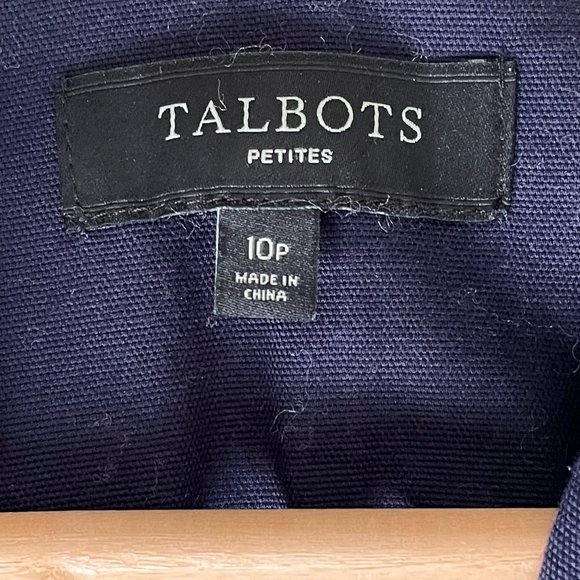 TALBOTS
PETITES
10P
MADE IN
CHINA